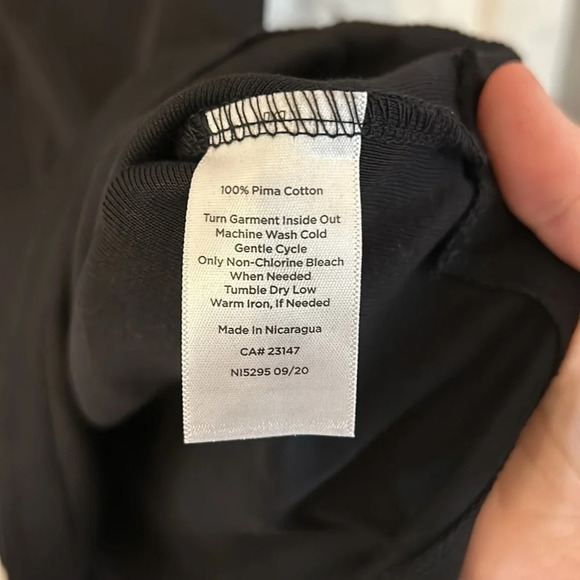 100% Pima Cotton
Turn Garment Inside Out
Machine Wash Cold
Gentle Cycle
Only Non-Chlorine Bleach
When Needed
Tumble Dry Low
Warm Iron, If Needed
Made In Nicaragua
CA# 23147
NI5295 09/20